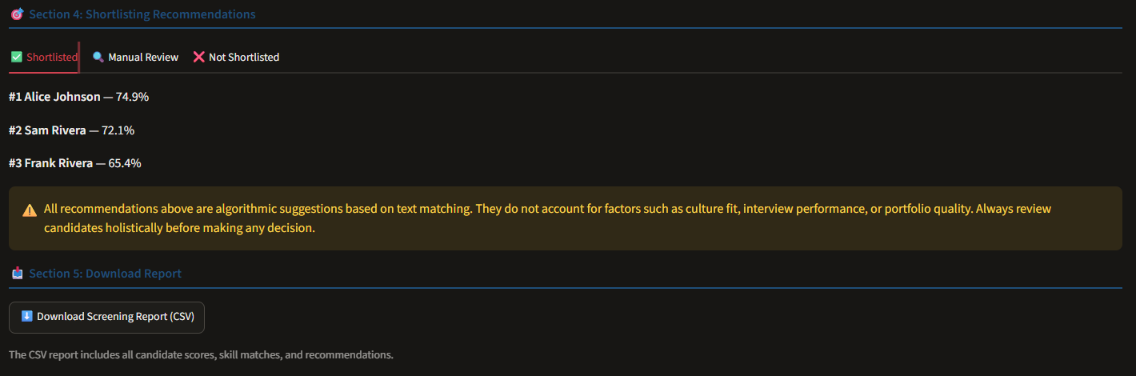 🎯 Section 4: Shortlisting Recommendations
✅ Shortlisted 🔍 Manual Review ❌ Not Shortlisted
#1 Alice Johnson — 74.9%
#2 Sam Rivera — 72.1%
#3 Frank Rivera — 65.4%
⚠️ All recommendations above are algorithmic suggestions based on text matching. They do not account for factors such as culture fit, interview performance, or portfolio quality. Always review
candidates holistically before making any decision.
📥 Section 5: Download Report
⬇️ Download Screening Report (CSV)
The CSV report includes all candidate scores, skill matches, and recommendations.